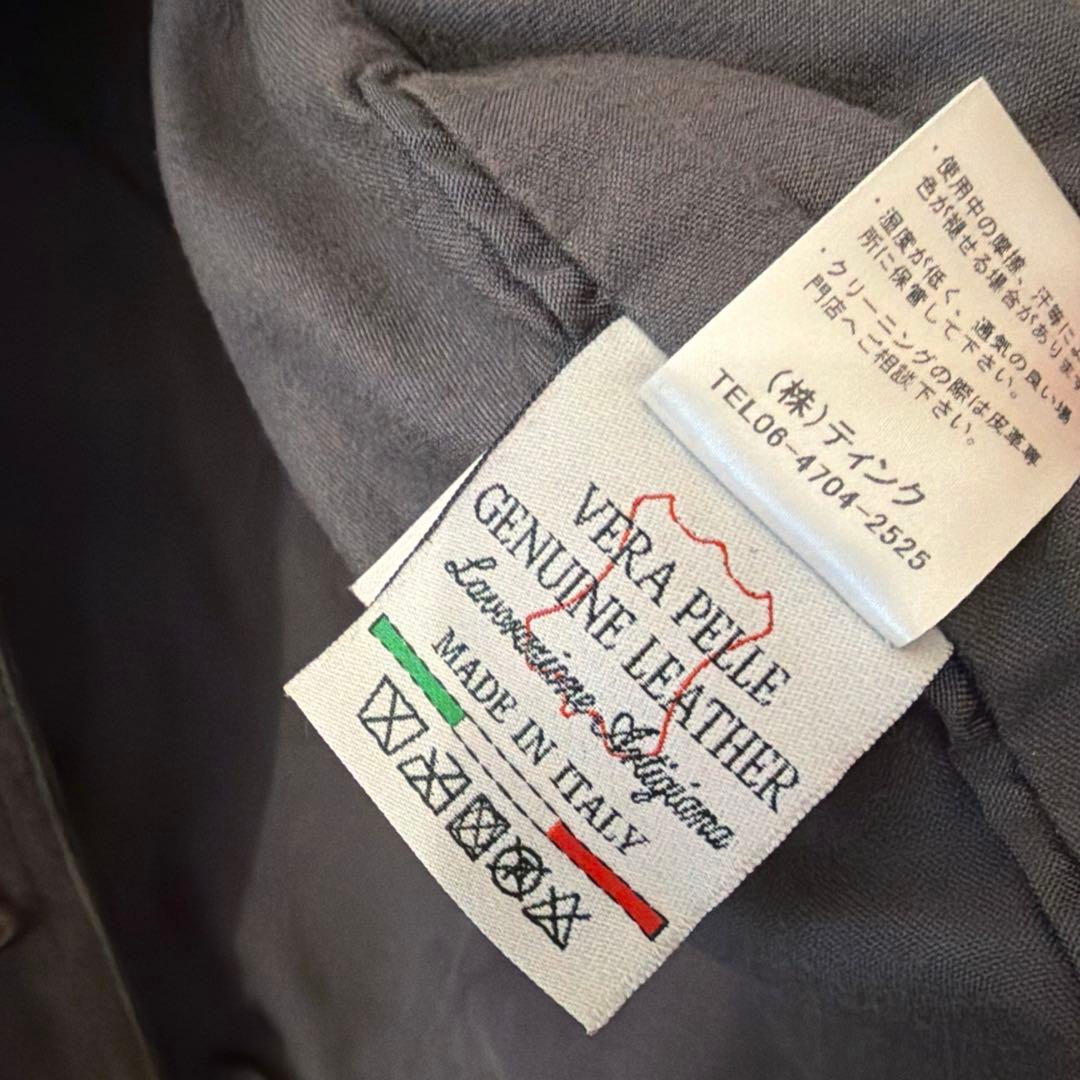 ・使用中の摩擦、汗等によ
色が褪せる場合があります
・湿度が低く、通気の良い場
所に保管して下さい。
・クリーニングの際は皮革専
門店へご相談下さい。
(株)ティンク
TEL06-4704-2525
VERA PELLE
GENUINE LEATHER
Lavorazione Artigiana
MADE IN ITALY